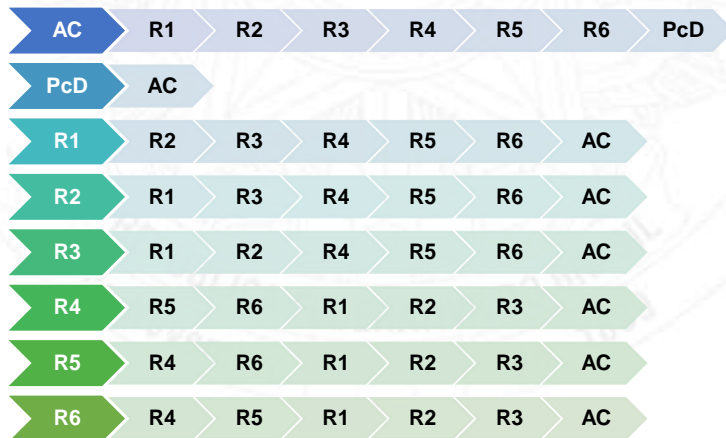 AC R1 R2 R3 R4 R5 R6 PcD
PcD AC
R1 R2 R3 R4 R5 R6 AC
R2 R1 R3 R4 R5 R6 AC
R3 R1 R2 R4 R5 R6 AC
R4 R5 R6 R1 R2 R3 AC
R5 R4 R6 R1 R2 R3 AC
R6 R4 R5 R1 R2 R3 AC